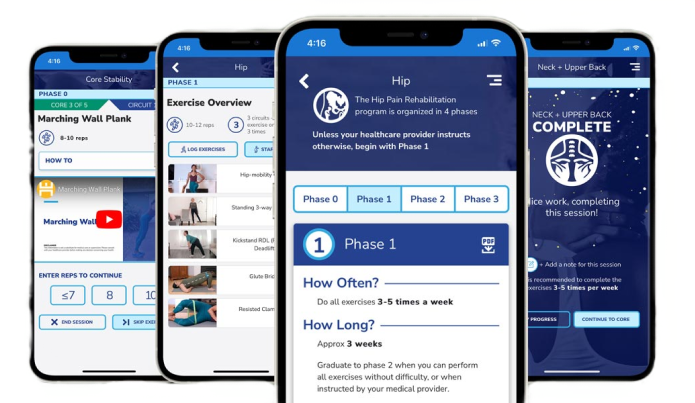 4:16
Core Stability
PHASE 0
CORE 3 OF 5
CIRCUIT
Marching Wall Plank
8-10 reps
HOW TO
Marching Wall Plank
Marching Wall
ENTER REPS TO CONTINUE
≤7
8
10
END SESSION
SKIP
4:16
Hip
PHASE 1
Exercise Overview
10-12 reps
3
3 circuits
3 times
LOG EXERCISES
Hip-mobility
Standing 3-way
Kickstand RDL
Deadlift
Glute
Resisted
4:16
Hip
The Hip Pain Rehabilitation
program is organized in 4 phases
Unless your healthcare provider instructs
otherwise, begin with Phase 1
Phase 0
Phase 1
Phase 2
Phase 3
1
Phase 1
PDF
How Often?
Do all exercises 3-5 times a week
How Long?
Approx 3 weeks
Graduate to phase 2 when you can perform
all exercises without difficulty, or when
instructed by your medical provider.
Neck + Upper Back
NECK + UPPER BACK
COMPLETE
ice work, completing
this session!
+ Add a note for this session
recommended to complete the
exercises 3-5 times per week
PROGRESS
CONTINUE TO CORE